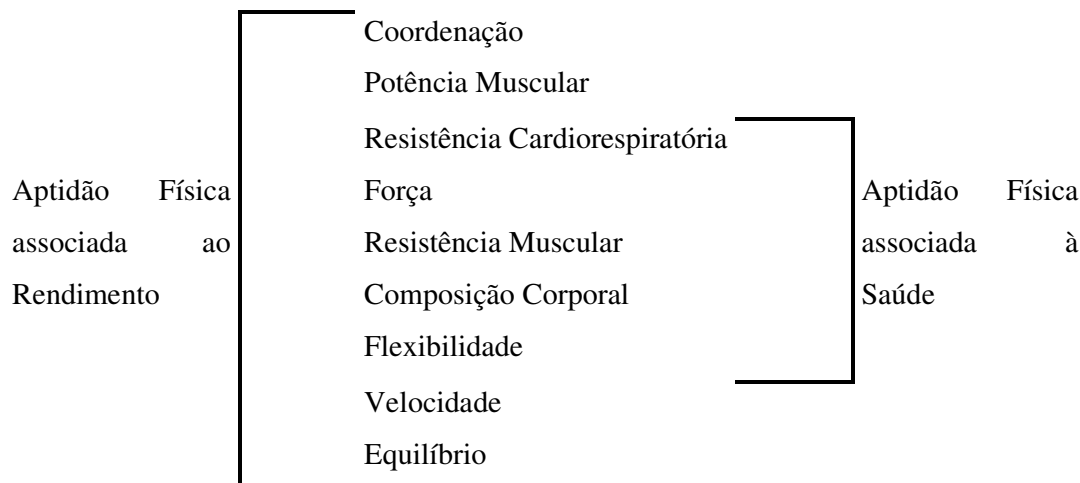 Coordenação
Potência Muscular
Resistência Cardiorespiratória
Aptidão Física
associada ao
Rendimento
Força
Resistência Muscular
Composição Corporal
Flexibilidade
Aptidão Física
associada à
Saúde
Velocidade
Equilíbrio